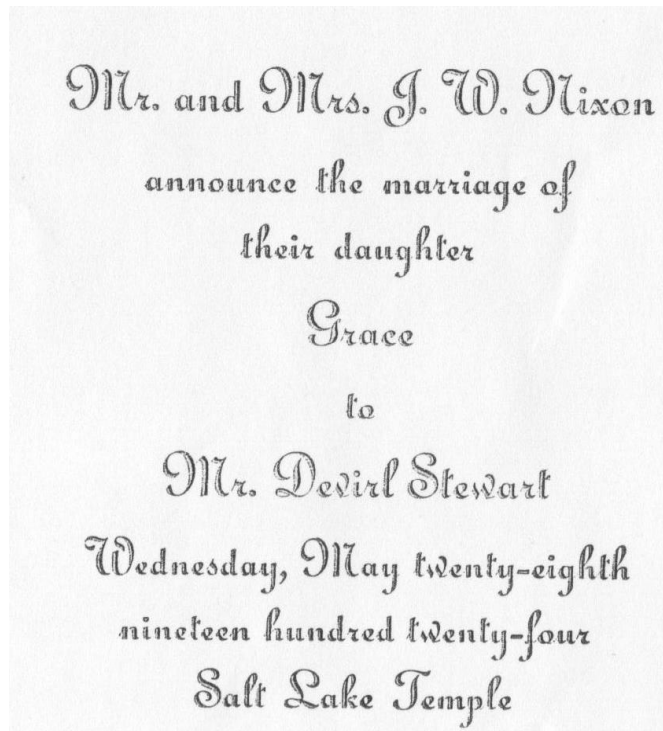 Mr. and Mrs. J. W. Nixon
announce the marriage of
their daughter
Grace
to
Mr. Devirl Stewart
Wednesday, May twenty-eighth
nineteen hundred twenty-four
Salt Lake Temple